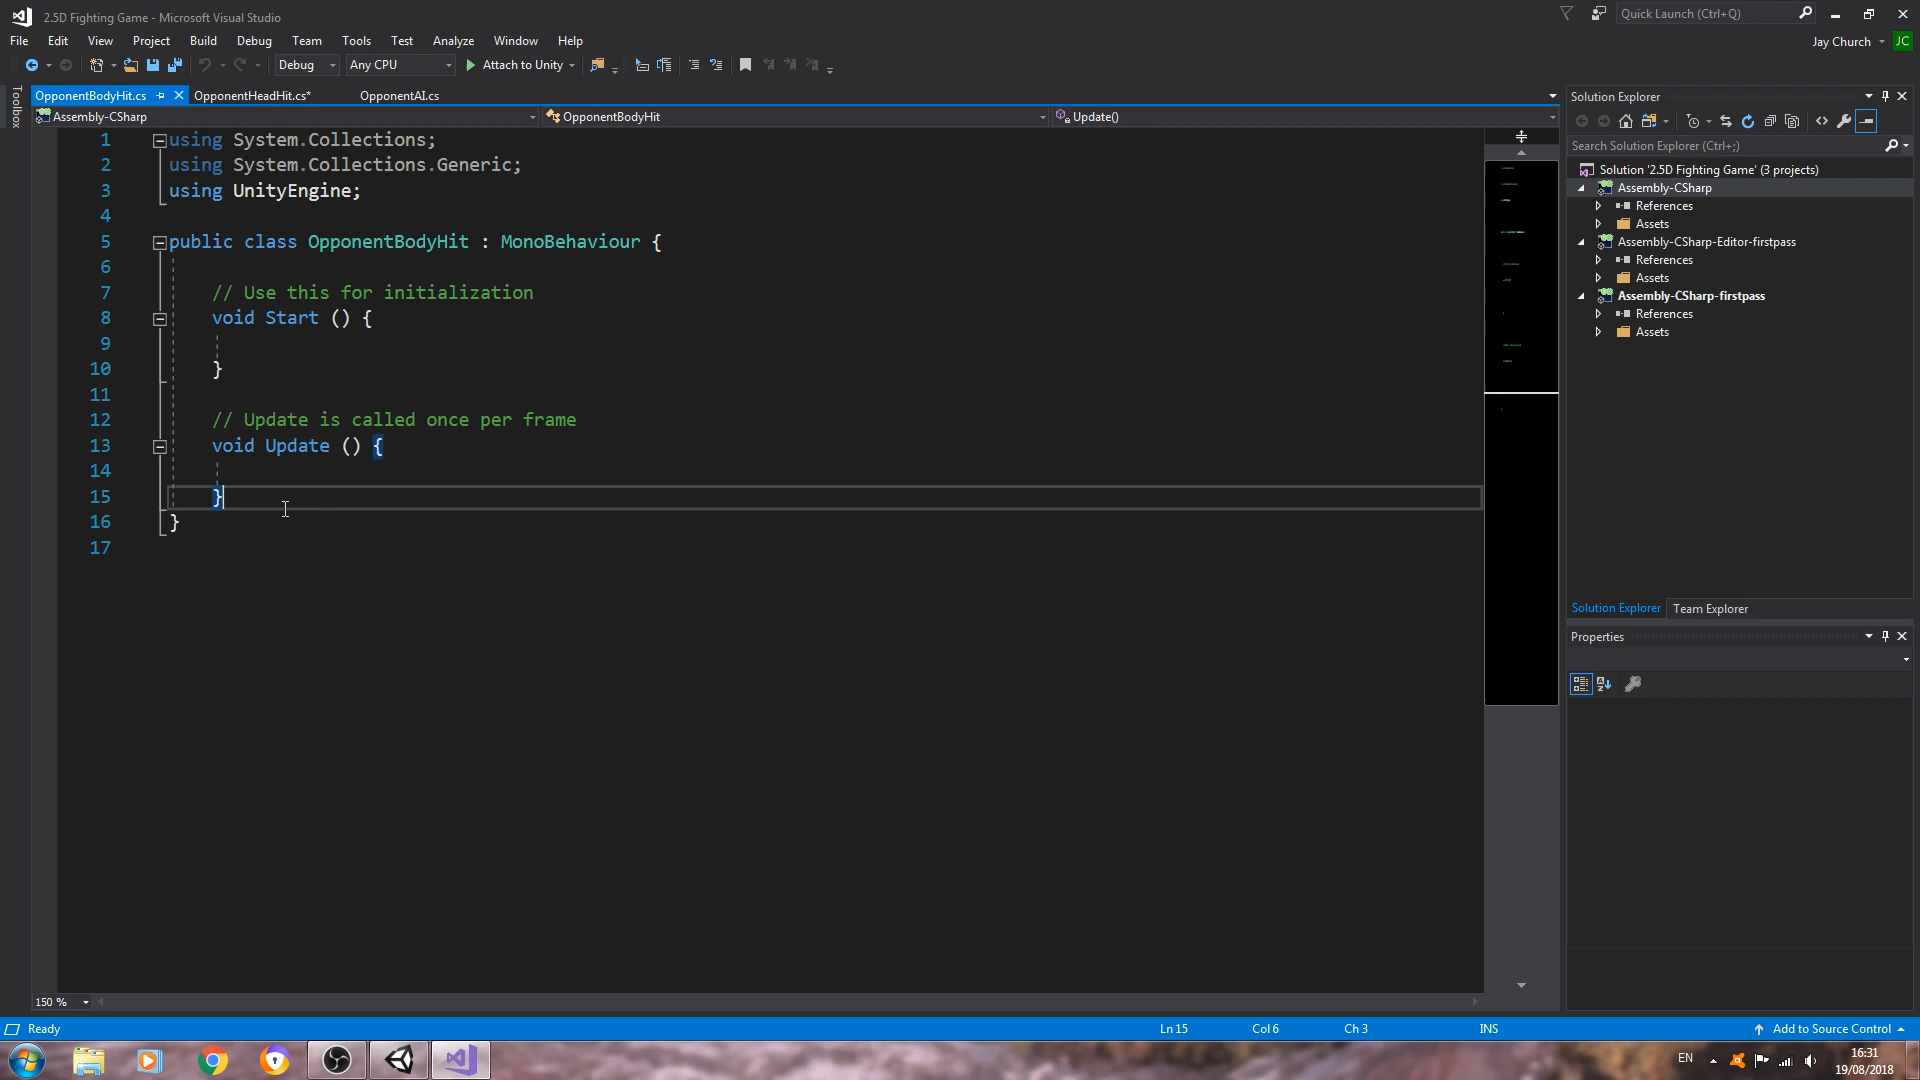 2.5D Fighting Game - Microsoft Visual Studio
Quick Launch (Ctrl+Q)
File Edit View Project Build Debug Team Tools Test Analyze Window Help
Jay Church JC
Debug Any CPU Attach to Unity
Toolbox
OpponentBodyHit.cs OpponentHeadHit.cs* OpponentAI.cs
Assembly-CSharp OpponentBodyHit Update()
1 using System.Collections;
2 using System.Collections.Generic;
3 using UnityEngine;
4
5 public class OpponentBodyHit : MonoBehaviour {
6
7 // Use this for initialization
8 void Start () {
9
10 }
11
12 // Update is called once per frame
13 void Update () {
14
15 }
16 }
17
150 %
Solution Explorer
Search Solution Explorer (Ctrl+;)
Solution '2.5D Fighting Game' (3 projects)
Assembly-CSharp
References
Assets
Assembly-CSharp-Editor-firstpass
References
Assets
Assembly-CSharp-firstpass
References
Assets
Solution Explorer Team Explorer
Properties
Ready Ln 15 Col 6 Ch 3 INS Add to Source Control
EN 16:31
19/08/2018